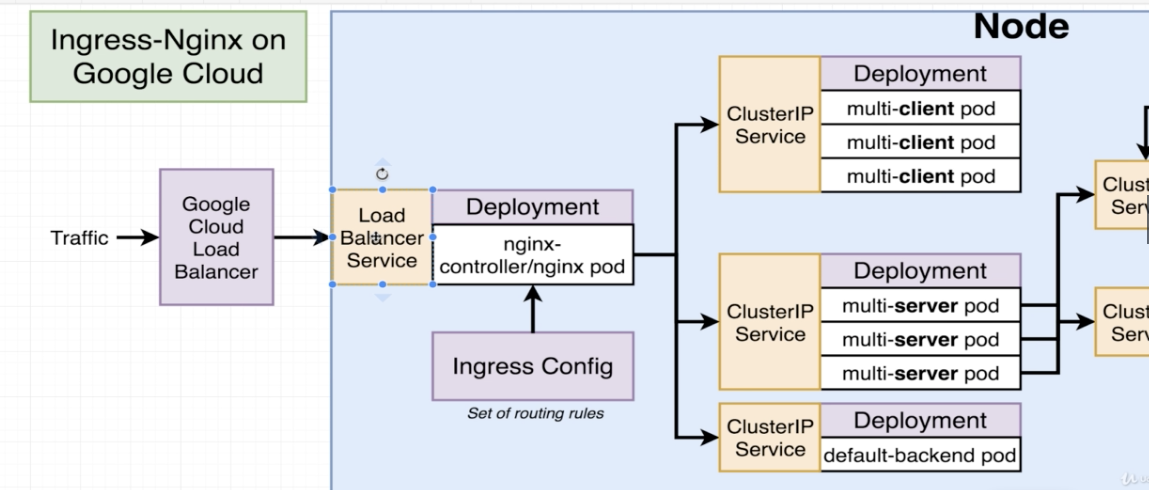 Ingress-Nginx on
Google Cloud
Node
Traffic
Google
Cloud
Load
Balancer
Load
Balancer
Service
Deployment
nginx-
controller/nginx pod
Ingress Config
Set of routing rules
ClusterIP
Service
Deployment
multi-client pod
multi-client pod
multi-client pod
ClusterIP
Service
Deployment
multi-server pod
multi-server pod
multi-server pod
ClusterIP
Service
Deployment
default-backend pod
Clust
Serv
Clust
Serv